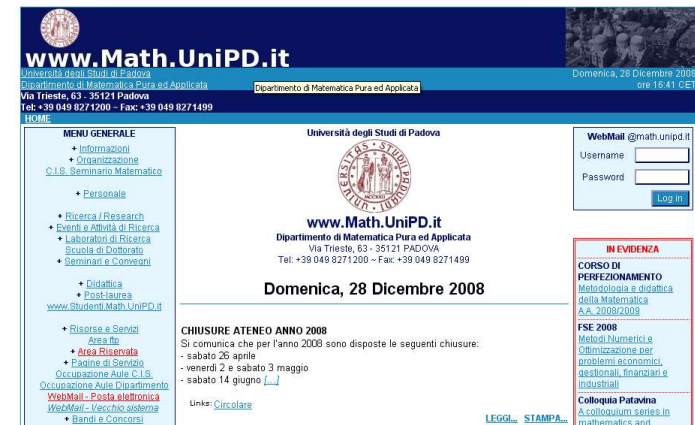 www.Math.UniPD.it
Università degli Studi di Padova
Dipartimento di Matematica Pura ed Applicata
Dipartimento di Matematica Pura ed Applicata
Domenica, 28 Dicembre 2008
ore 16:41 CET
Via Trieste, 63 - 35121 Padova
Tel: +39 049 8271200 ~ Fax: +39 049 8271499
HOME
MENU GENERALE
+ Informazioni
+ Organizzazione
C.I.S. Seminario Matematico
+ Personale
+ Ricerca / Research
+ Eventi e Attività di Ricerca
+ Laboratori di Ricerca
Scuola di Dottorato
+ Seminari e Convegni
+ Didattica
+ Post-laurea
www.Studenti.Math.UniPD.it
+ Risorse e Servizi
Area ftp
+ Area Riservata
+ Pagine di Servizio
Occupazione Aule C.I.S.
Occupazione Aule Dipartimento
WebMail - Posta elettronica
WebMail - Vecchio sistema
+ Bandi e Concorsi
Università degli Studi di Padova
www.Math.UniPD.it
Dipartimento di Matematica Pura ed Applicata
Via Trieste, 63 - 35121 PADOVA
Tel: +39 049 8271200 ~ Fax: +39 049 8271499
Domenica, 28 Dicembre 2008
CHIUSURE ATENEO ANNO 2008
Si comunica che per l'anno 2008 sono disposte le seguenti chiusure:
- sabato 26 aprile
- venerdì 2 e sabato 3 maggio
- sabato 14 giugno [...]
Links: Circolare
LEGGI... STAMPA...
WebMail @math.unipd.it
Username
Password
Log in
IN EVIDENZA
CORSO DI
PERFEZIONAMENTO
Metodologia e didattica
della Matematica
A.A. 2008/2009
FSE 2008
Metodi Numerici e
Ottimizzazione per
problemi economici,
gestionali, finanziari e
industriali
Colloquia Patavina
A colloquium series in
mathematics and